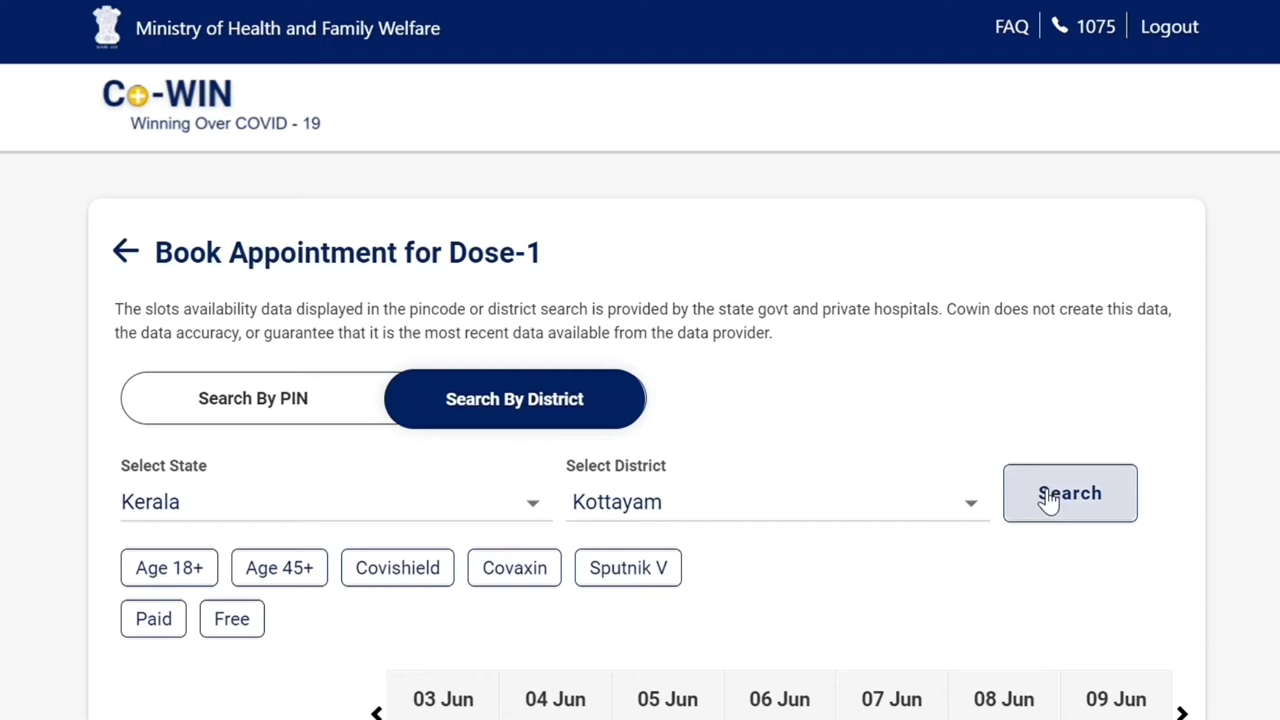 Ministry of Health and Family Welfare
FAQ 1075 Logout
Co-WIN
Winning Over COVID - 19
Book Appointment for Dose-1
The slots availability data displayed in the pincode or district search is provided by the state govt and private hospitals. Cowin does not create this data,
the data accuracy, or guarantee that it is the most recent data available from the data provider.
Search By PIN Search By District
Select State Select District
Kerala Kottayam Search
Age 18+ Age 45+ Covishield Covaxin Sputnik V
Paid Free
03 Jun 04 Jun 05 Jun 06 Jun 07 Jun 08 Jun 09 Jun